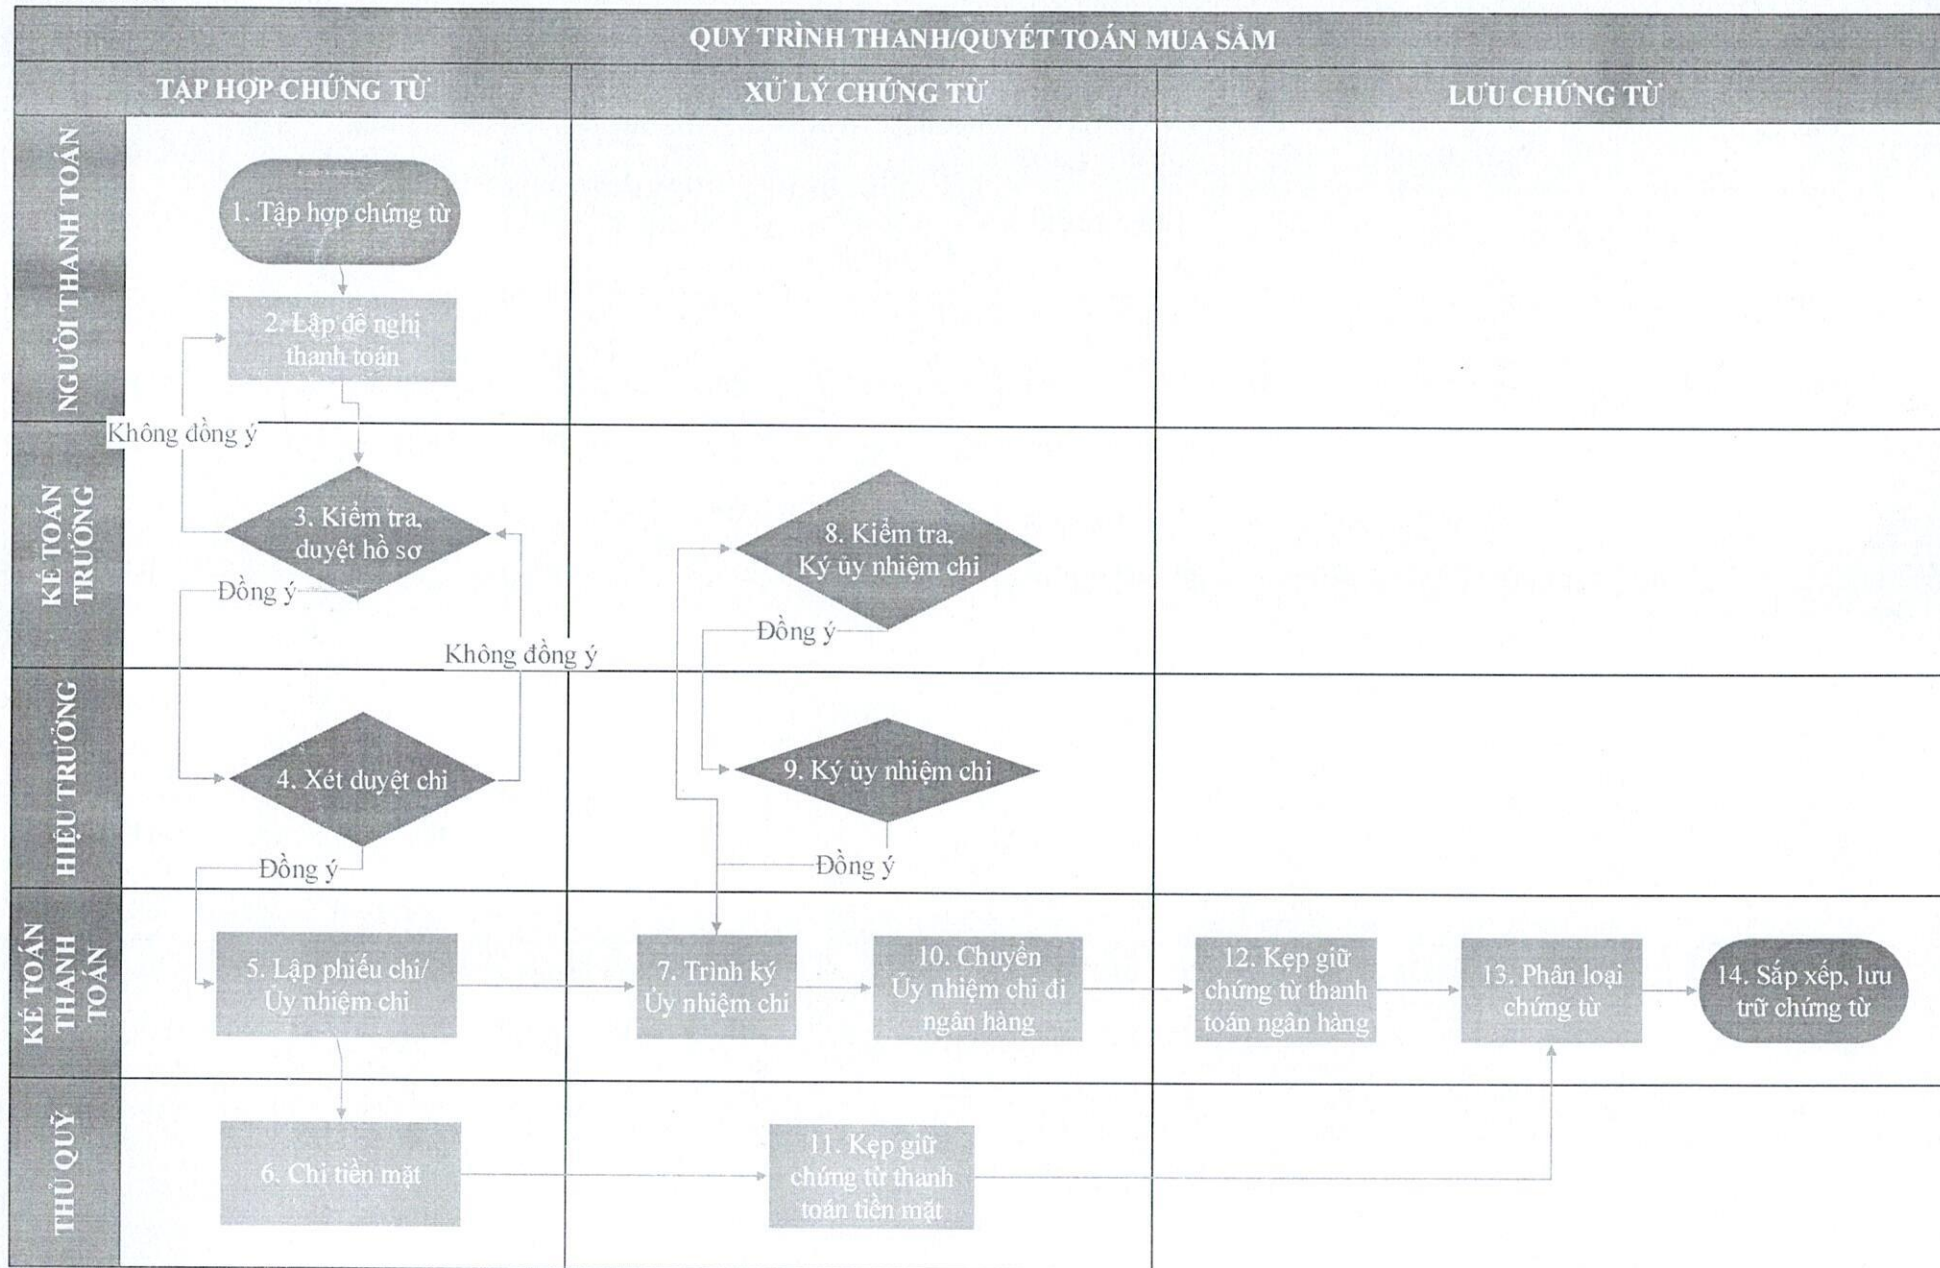 QUY TRÌNH THANH/QUYẾT TOÁN MUA SẮM
TẬP HỢP CHỨNG TỪ
XỬ LÝ CHỨNG TỪ
LƯU CHỨNG TỪ
NGƯỜI THANH TOÁN
1. Tập hợp chứng từ
2. Lập đề nghị
thanh toán
Không đồng ý
KẾ TOÁN
TRƯỞNG
3. Kiểm tra,
duyệt hồ sơ
Đồng ý
8. Kiểm tra,
Ký ủy nhiệm chi
Đồng ý
Không đồng ý
HIỆU TRƯỞNG
4. Xét duyệt chi
Đồng ý
9. Ký ủy nhiệm chi
Đồng ý
KẾ TOÁN
THANH
TOÁN
5. Lập phiếu chi/
Ủy nhiệm chi
7. Trình ký
Ủy nhiệm chi
10. Chuyển
Ủy nhiệm chi đi
ngân hàng
12. Kẹp giữ
chứng từ thanh
toán ngân hàng
13. Phân loại
chứng từ
14. Sắp xếp, lưu
trữ chứng từ
THỦ QUỸ
6. Chi tiền mặt
11. Kẹp giữ
chứng từ thanh
toán tiền mặt